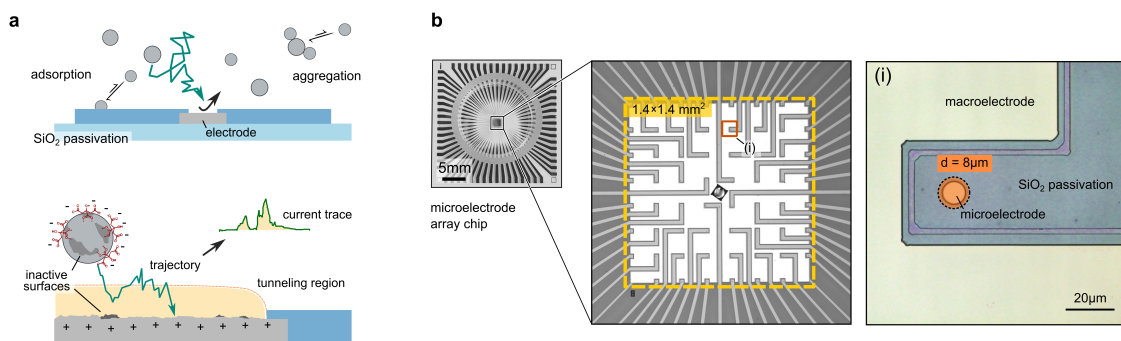 a
adsorption
aggregation
SiO2 passivation
electrode
inactive
surfaces
trajectory
current trace
tunneling region
- - - - - - - -
+ + + + + + + + + +
b
5mm
microelectrode
array chip
1.4×1.4 mm²
(i)
(i)
macroelectrode
d = 8µm
SiO2 passivation
microelectrode
20µm